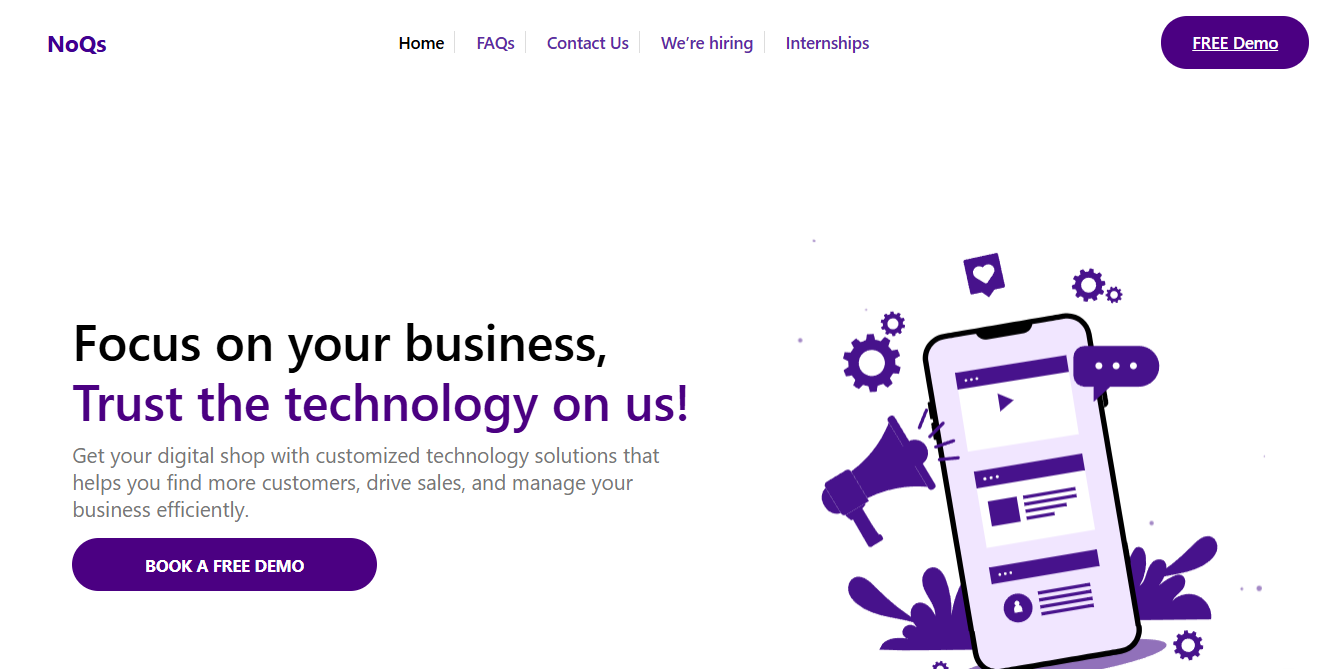 NoQs
Home
FAQs
Contact Us
We’re hiring
Internships
FREE Demo
Focus on your business,
Trust the technology on us!
Get your digital shop with customized technology solutions that
helps you find more customers, drive sales, and manage your
business efficiently.
BOOK A FREE DEMO